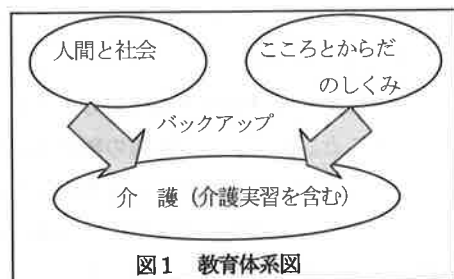 人間と社会
こころとからだ
のしくみ
バックアップ
介　護（介護実習を含む）
図１　教育体系図